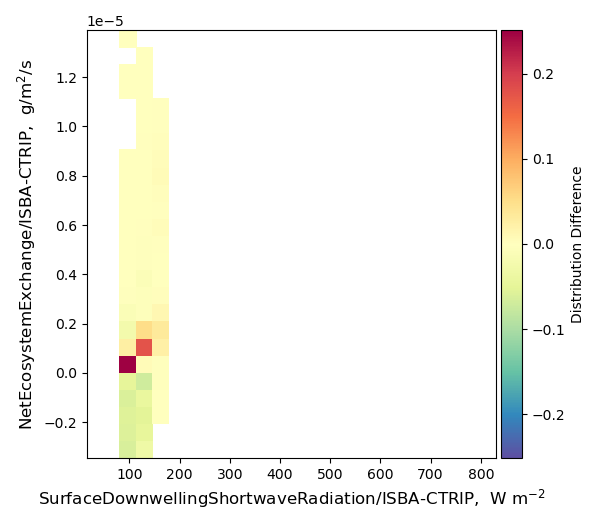 1e−5
NetEcosystemExchange/ISBA-CTRIP,  g/m²/s
1.2
1.0
0.8
0.6
0.4
0.2
0.0
−0.2
100 200 300 400 500 600 700 800
SurfaceDownwellingShortwaveRadiation/ISBA-CTRIP,  W m⁻²
0.2
0.1
0.0
−0.1
−0.2
Distribution Difference